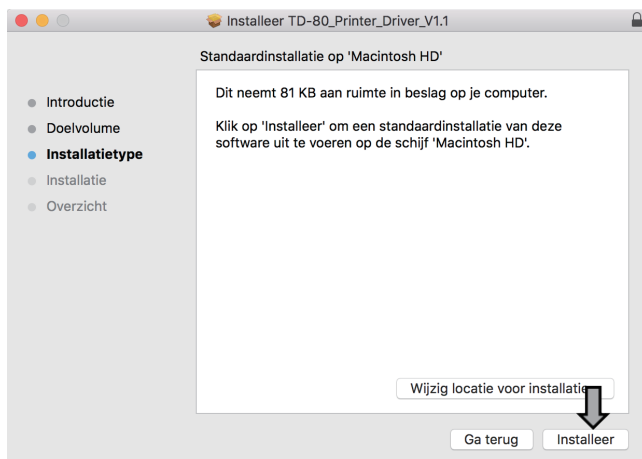 Installeer TD-80_Printer_Driver_V1.1
Standaardinstallatie op 'Macintosh HD'
Introductie
Doelvolume
Installatietype
Installatie
Overzicht
Dit neemt 81 KB aan ruimte in beslag op je computer.
Klik op 'Installeer' om een standaardinstallatie van deze
software uit te voeren op de schijf 'Macintosh HD'.
Wijzig locatie voor installatie
Ga terug
Installeer